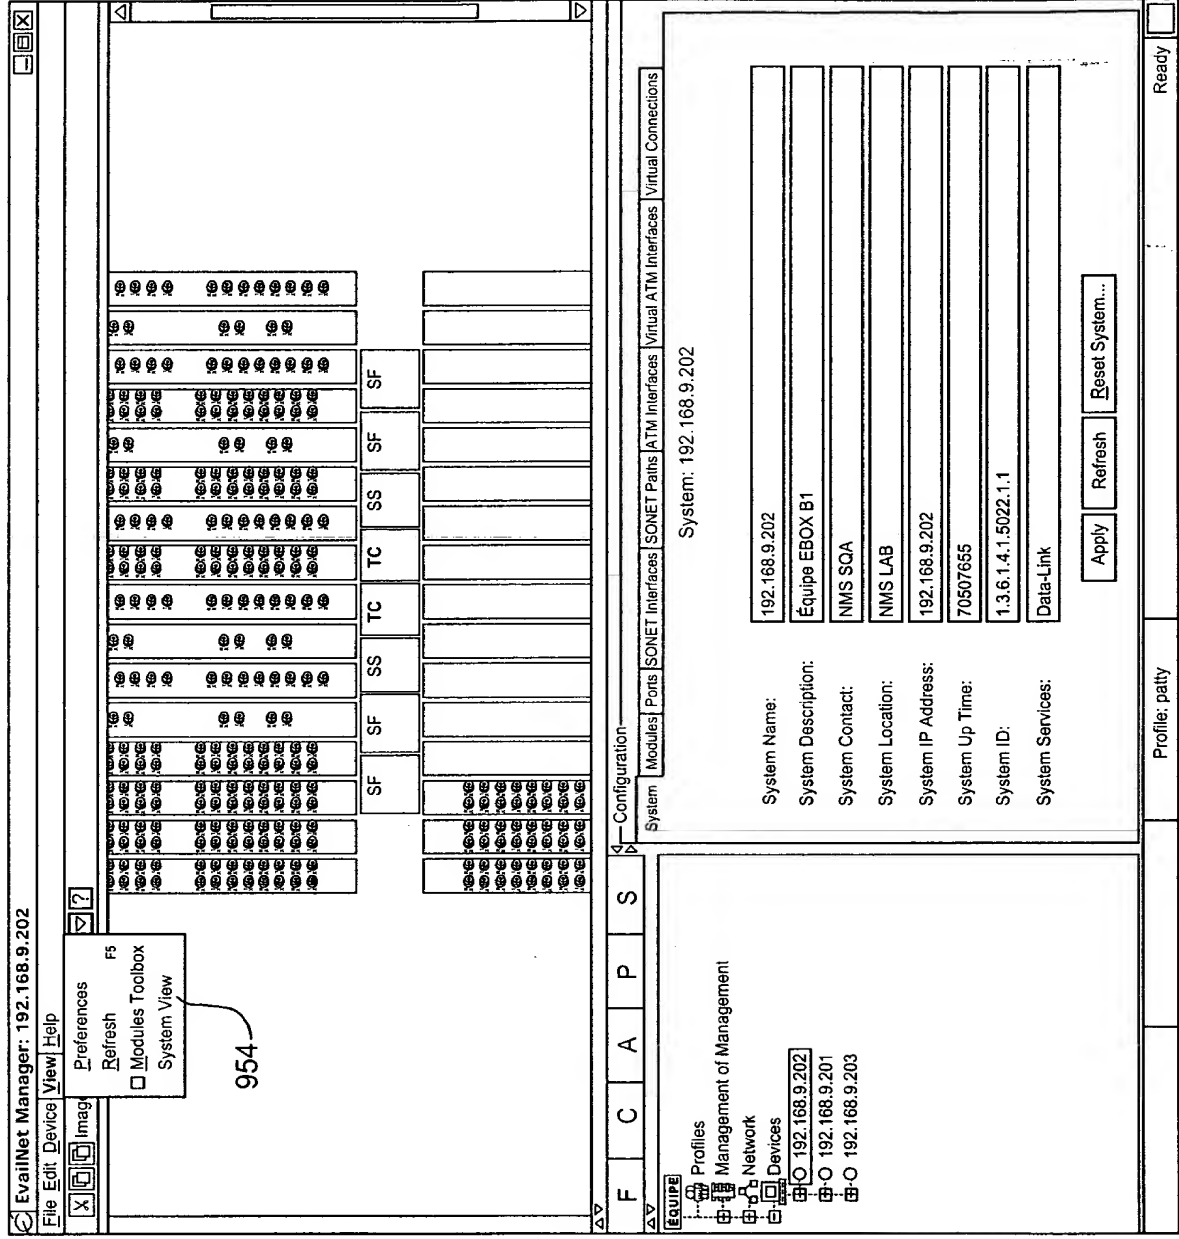 EvailNet Manager: 192.168.9.202
File Edit Device View Help
Image ?
Preferences
Refresh F5
Modules Toolbox
System View
954
SF SF SS TC TC SS SF SF
F C A P S
ÉQUIPE
Profiles
Management of Management
Network
Devices
192.168.9.202
192.168.9.201
192.168.9.203
Configuration
System Modules Ports SONET Interfaces SONET Paths ATM Interfaces Virtual ATM Interfaces Virtual Connections
System: 192.168.9.202
System Name: 192.168.9.202
System Description: Équipe EBOX B1
System Contact: NMS SQA
System Location: NMS LAB
System IP Address: 192.168.9.202
System Up Time: 70507655
System ID: 1.3.6.1.4.1.5022.1.1
System Services: Data-Link
Apply Refresh Reset System...
Profile: patty Ready